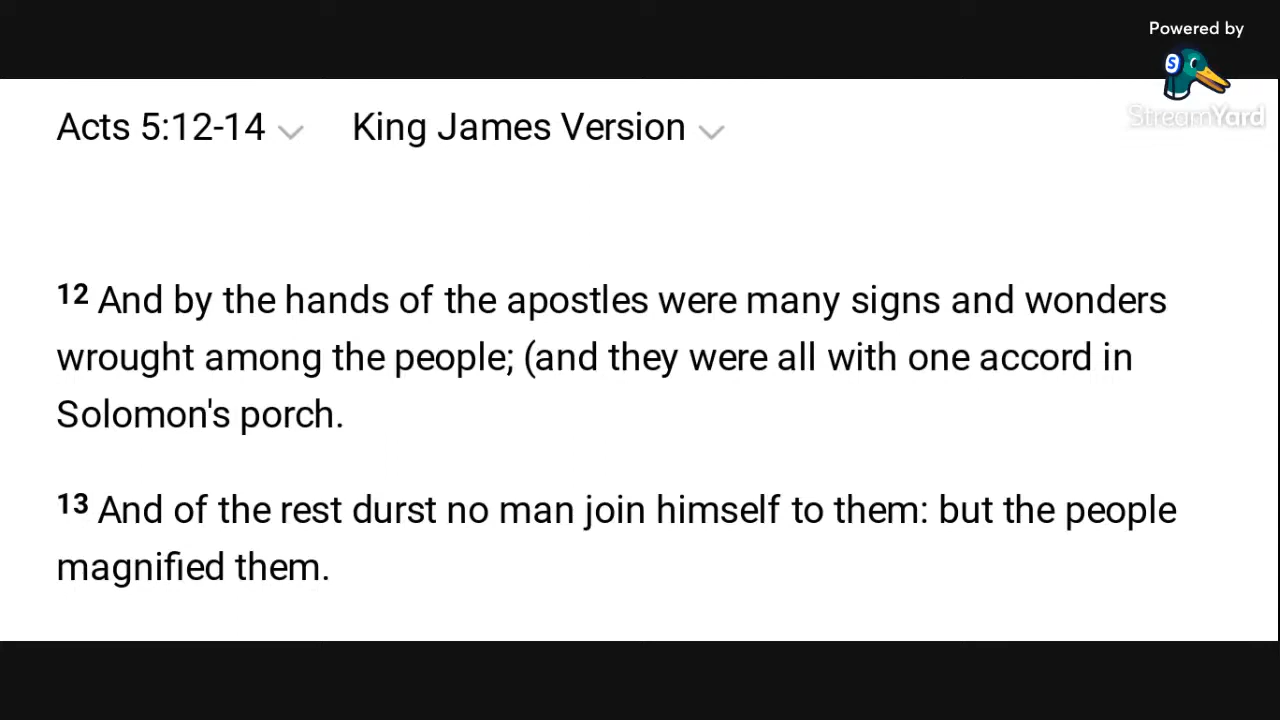 Powered by
S
StreamYard
Acts 5:12-14 King James Version
12 And by the hands of the apostles were many signs and wonders
wrought among the people; (and they were all with one accord in
Solomon's porch.
13 And of the rest durst no man join himself to them: but the people
magnified them.